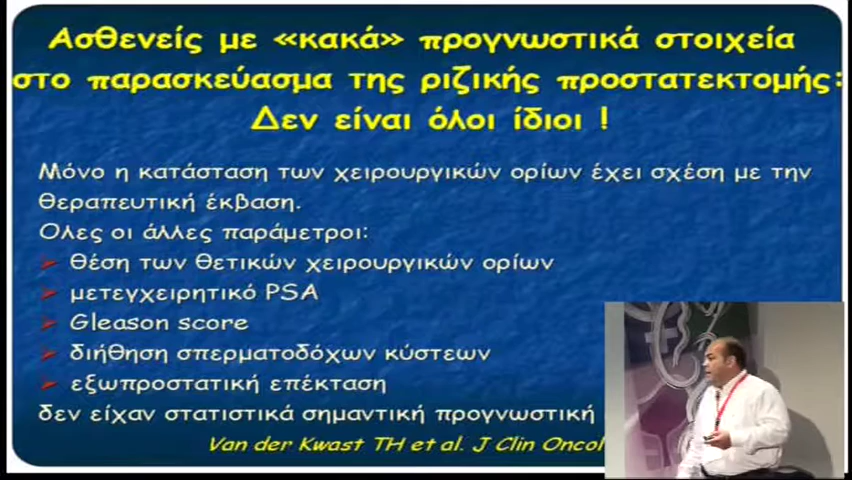 Ασθενείς με «κακά» προγνωστικά στοιχεία
στο παρασκεύασμα της ριζικής προστατεκτομής:
Δεν είναι όλοι ίδιοι !
Μόνο η κατάσταση των χειρουργικών ορίων έχει σχέση με την
θεραπευτική έκβαση.
Ολες οι άλλες παράμετροι:
θέση των θετικών χειρουργικών ορίων
μετεγχειρητικό PSA
Gleason score
διήθηση σπερματοδόχων κύστεων
εξωπροστατική επέκταση
δεν είχαν στατιστικά σημαντική προγνωστική
Van der Kwast TH et al. J Clin Oncol